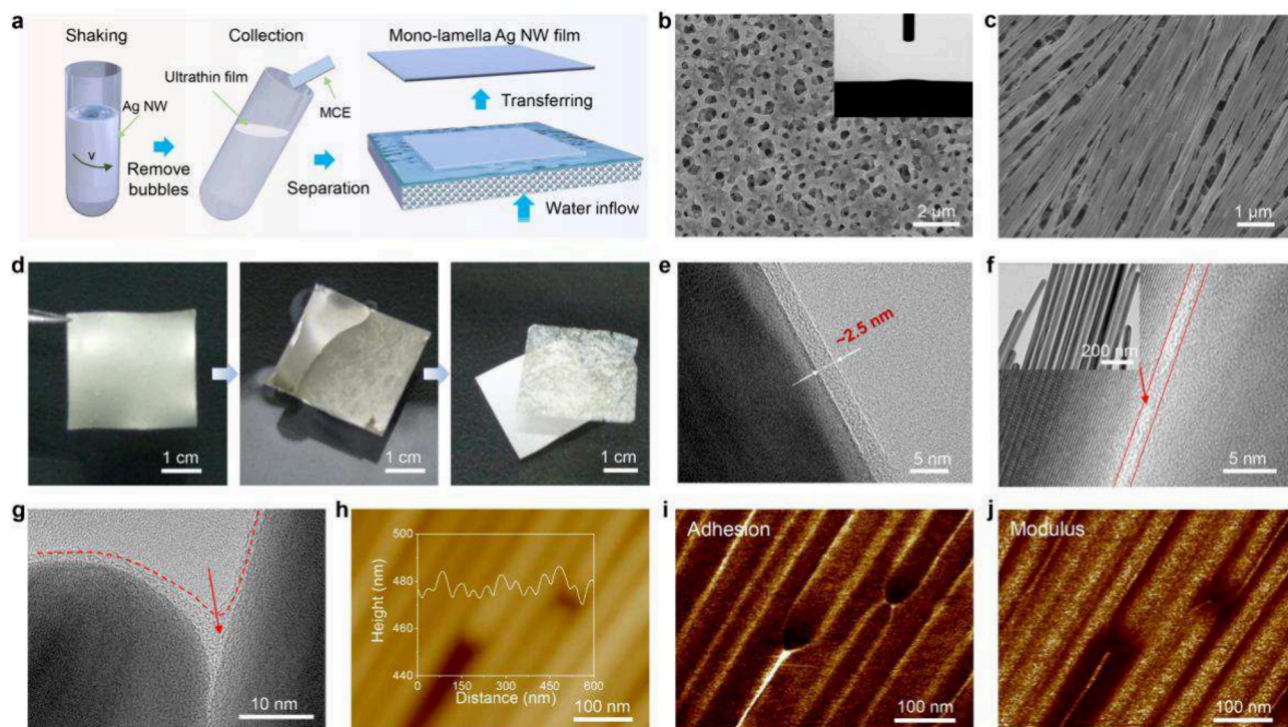 a
Shaking
Collection
Mono-lamella Ag NW film
Ultrathin film
Ag NW
MCE
Transferring
v
Remove
bubbles
Separation
Water inflow
b
2 μm
c
1 μm
d
1 cm
1 cm
1 cm
e
~2.5 nm
5 nm
f
200 nm
5 nm
g
10 nm
h
500
480
460
440
Height (nm)
0
150
300
450
600
Distance (nm)
100 nm
i
Adhesion
100 nm
j
Modulus
100 nm